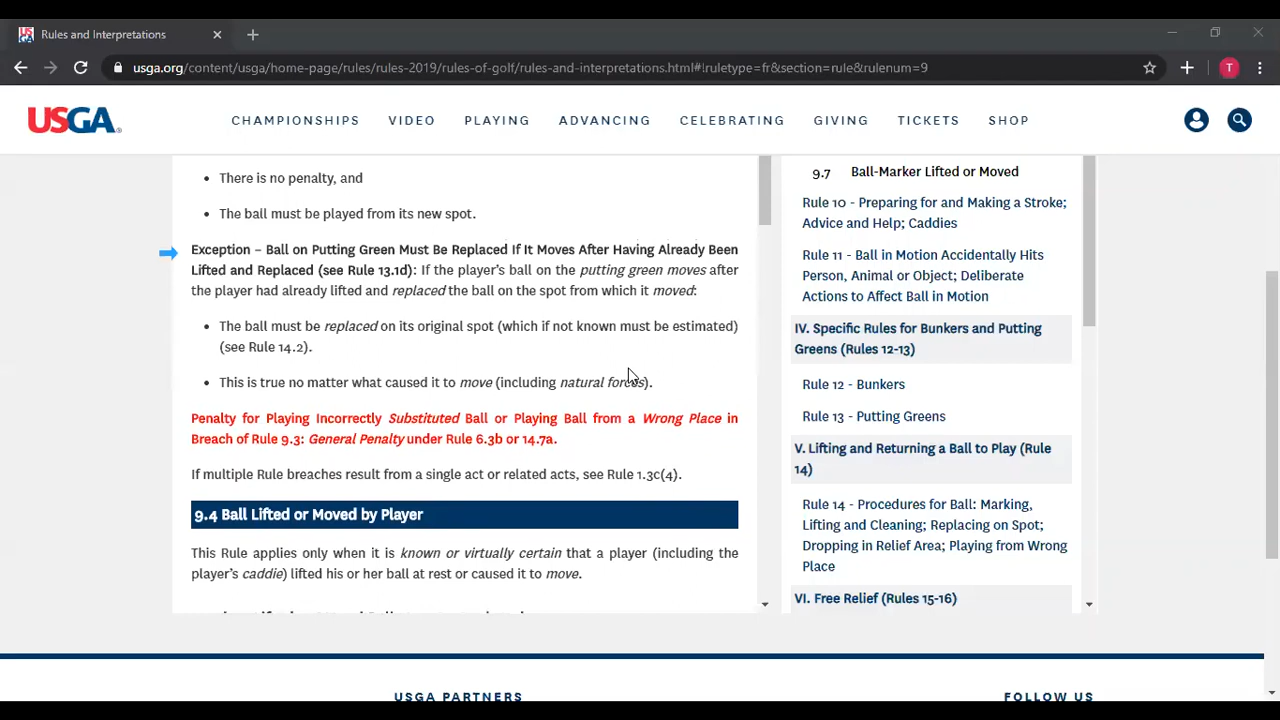 Rules and Interpretations
usga.org/content/usga/home-page/rules/rules-2019/rules-of-golf/rules-and-interpretations.html#!ruletype=fr&section=rule&rulenum=9
T
USGA
CHAMPIONSHIPS VIDEO PLAYING ADVANCING CELEBRATING GIVING TICKETS SHOP
• There is no penalty, and
• The ball must be played from its new spot.
Exception – Ball on Putting Green Must Be Replaced If It Moves After Having Already Been
Lifted and Replaced (see Rule 13.1d): If the player's ball on the putting green moves after
the player had already lifted and replaced the ball on the spot from which it moved:
• The ball must be replaced on its original spot (which if not known must be estimated)
(see Rule 14.2).
• This is true no matter what caused it to move (including natural forces).
Penalty for Playing Incorrectly Substituted Ball or Playing Ball from a Wrong Place in
Breach of Rule 9.3: General Penalty under Rule 6.3b or 14.7a.
If multiple Rule breaches result from a single act or related acts, see Rule 1.3c(4).
9.4 Ball Lifted or Moved by Player
This Rule applies only when it is known or virtually certain that a player (including the
player's caddie) lifted his or her ball at rest or caused it to move.
9.7 Ball-Marker Lifted or Moved
Rule 10 - Preparing for and Making a Stroke;
Advice and Help; Caddies
Rule 11 - Ball in Motion Accidentally Hits
Person, Animal or Object; Deliberate
Actions to Affect Ball in Motion
IV. Specific Rules for Bunkers and Putting
Greens (Rules 12-13)
Rule 12 - Bunkers
Rule 13 - Putting Greens
V. Lifting and Returning a Ball to Play (Rule
14)
Rule 14 - Procedures for Ball: Marking,
Lifting and Cleaning; Replacing on Spot;
Dropping in Relief Area; Playing from Wrong
Place
VI. Free Relief (Rules 15-16)
USGA PARTNERS
FOLLOW US